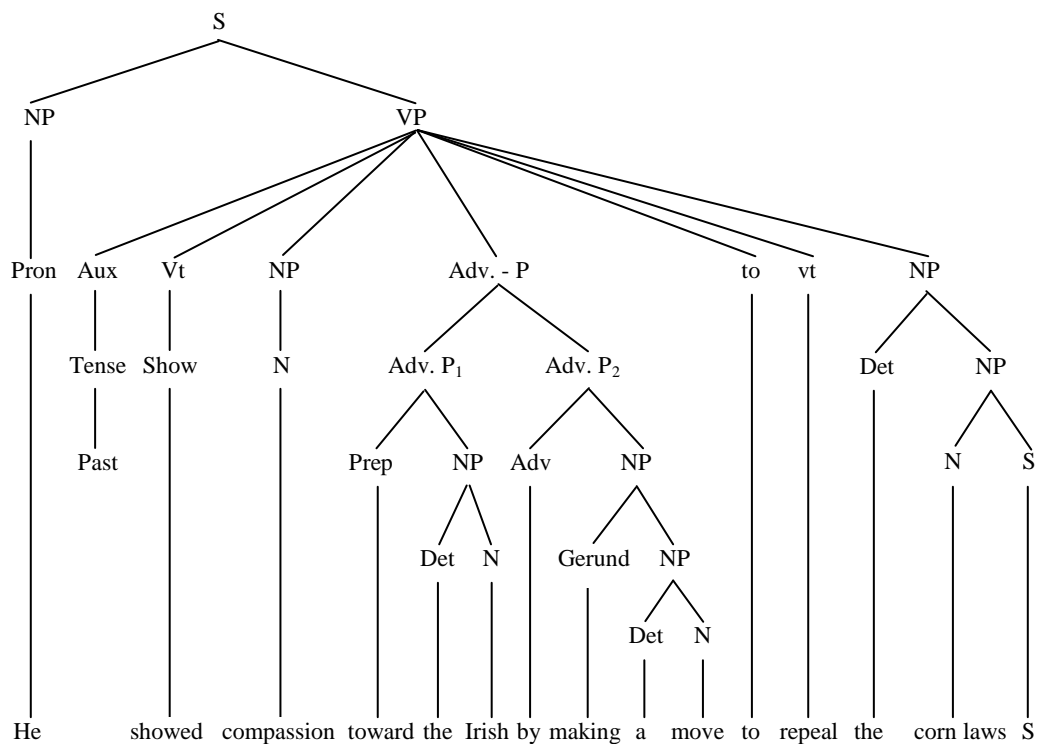 S
NP VP
Pron Aux Vt NP Adv. - P to vt NP
Tense Show N Adv. P₁ Adv. P₂ Det NP
Past Prep NP Adv NP N S
Det N Gerund NP
Det N
He showed compassion toward the Irish by making a move to repeal the corn laws S